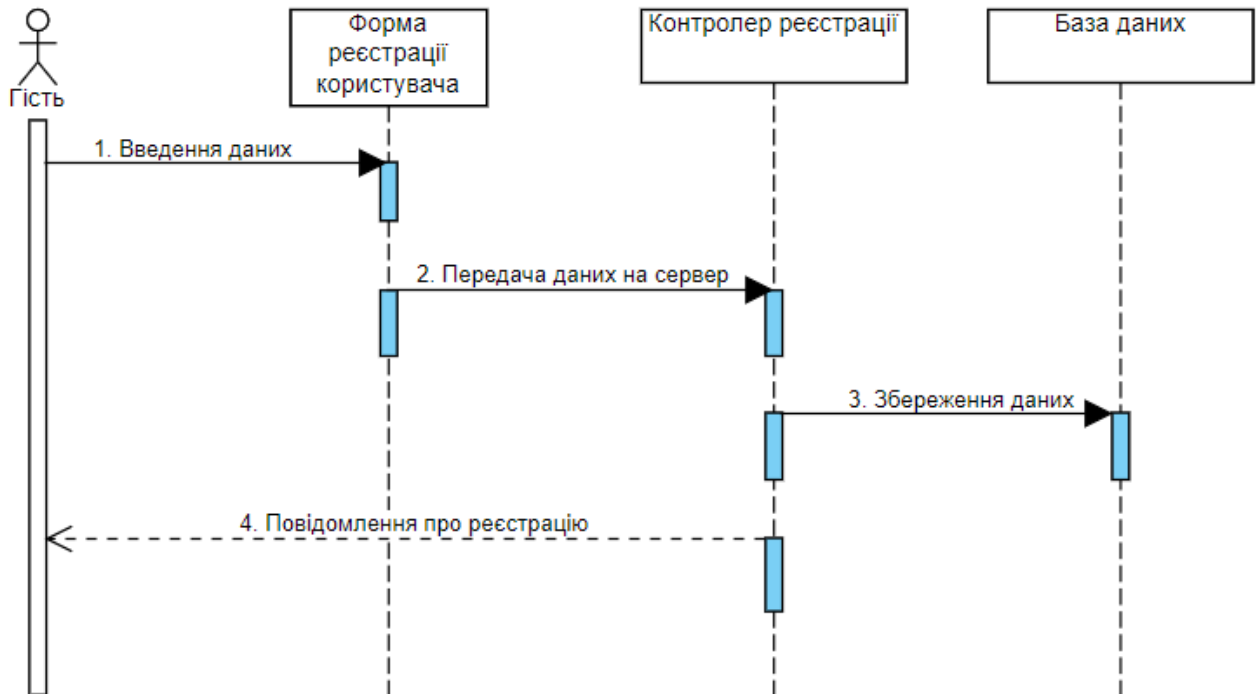 Гість
Форма
реєстрації
користувача
Контролер реєстрації
База даних
1. Введення даних
2. Передача даних на сервер
3. Збереження даних
4. Повідомлення про реєстрацію